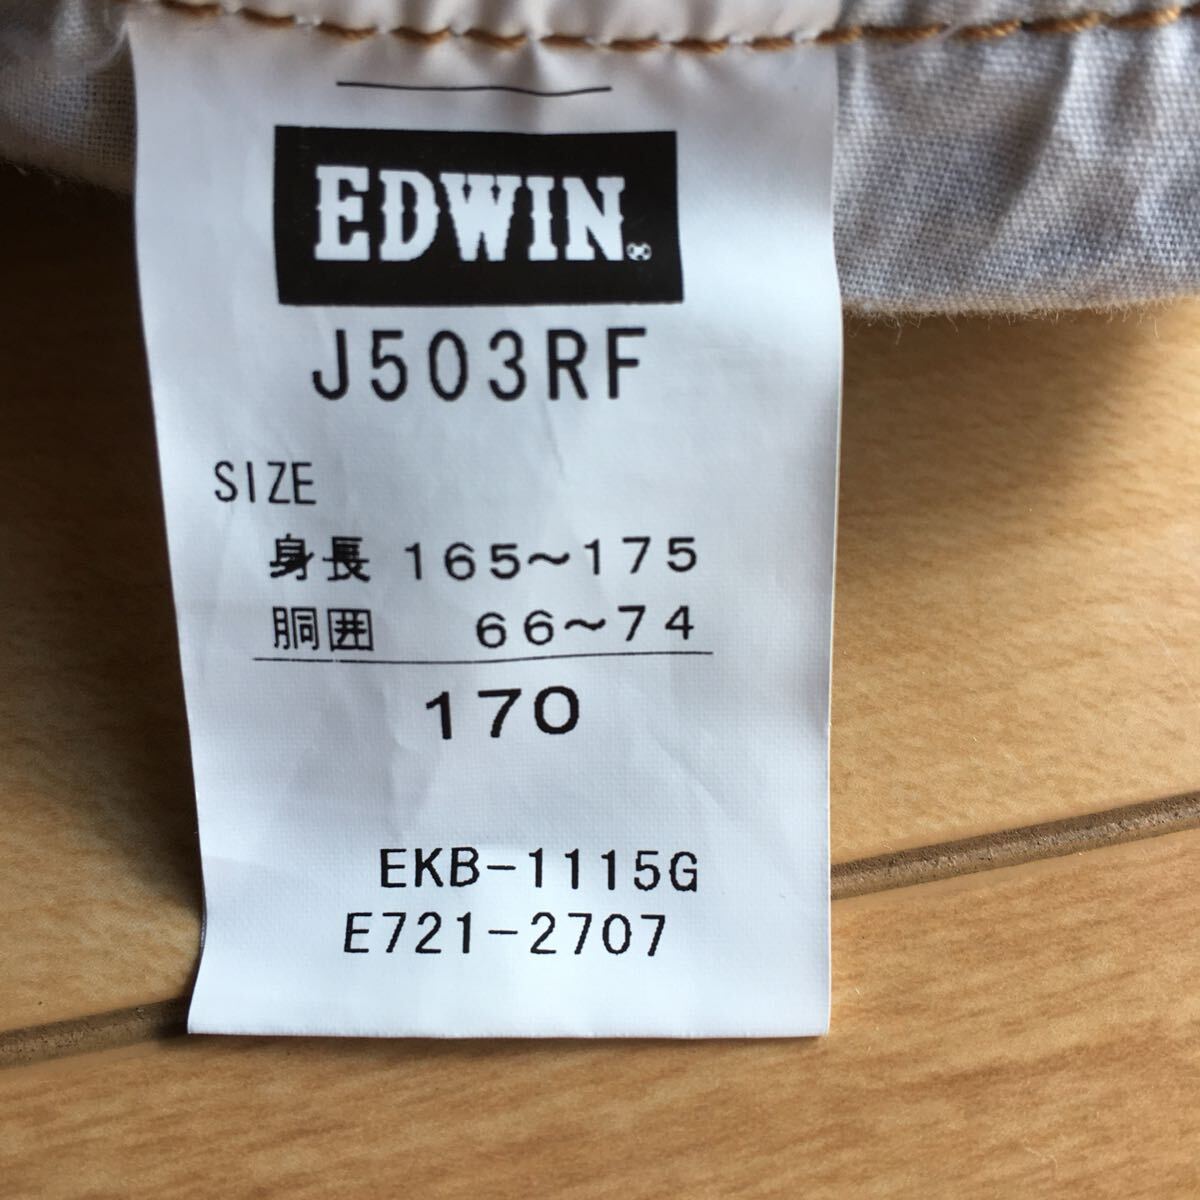 EDWIN
J503RF
SIZE
身長 165～175
胴囲 66～74
170
EKB-1115G
E721-2707